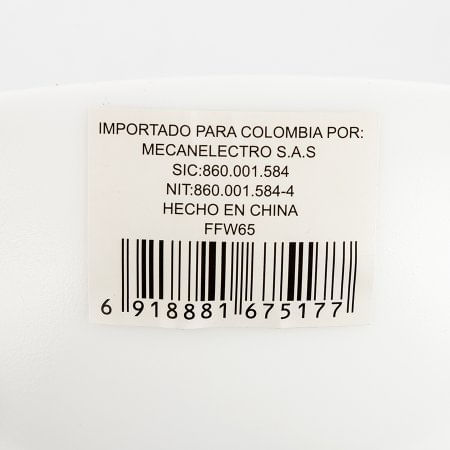 IMPORTADO PARA COLOMBIA POR:
MECANELECTRO S.A.S
SIC:860.001.584
NIT:860.001.584-4
HECHO EN CHINA
FFW65
6 918881 675177